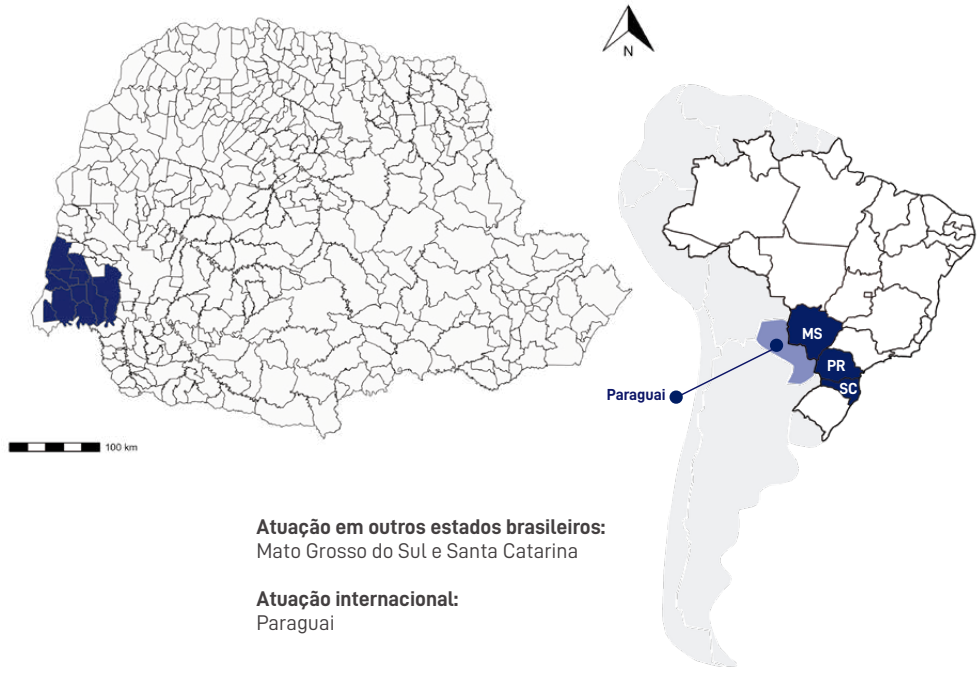 N
MS
PR
SC
Paraguai
100 km
Atuação em outros estados brasileiros:
Mato Grosso do Sul e Santa Catarina
Atuação internacional:
Paraguai